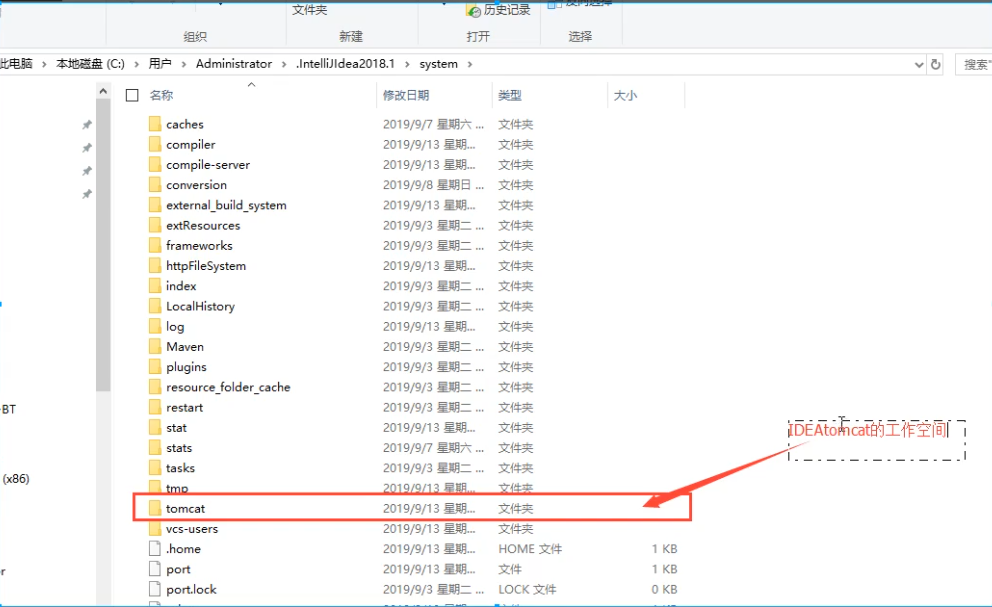 文件夹
历史记录
组织
新建
打开
选择
此电脑 › 本地磁盘 (C:) › 用户 › Administrator › .IntelliJIdea2018.1 › system ›
搜索"
名称 修改日期 类型 大小
caches 2019/9/7 星期六 ... 文件夹
compiler 2019/9/13 星期... 文件夹
compile-server 2019/9/13 星期... 文件夹
conversion 2019/9/8 星期日 ... 文件夹
external_build_system 2019/9/13 星期... 文件夹
extResources 2019/9/3 星期二 ... 文件夹
frameworks 2019/9/3 星期二 ... 文件夹
httpFileSystem 2019/9/13 星期... 文件夹
index 2019/9/3 星期二 ... 文件夹
LocalHistory 2019/9/3 星期二 ... 文件夹
log 2019/9/13 星期... 文件夹
Maven 2019/9/3 星期二 ... 文件夹
plugins 2019/9/3 星期二 ... 文件夹
resource_folder_cache 2019/9/3 星期二 ... 文件夹
restart 2019/9/3 星期二 ... 文件夹
-BT
stat 2019/9/13 星期... 文件夹
IDEAtomcat的工作空间
stats 2019/9/7 星期六 ... 文件夹
tasks 2019/9/3 星期二 ... 文件夹
(x86)
tmp 2019/9/13 星期... 文件夹
tomcat 2019/9/13 星期... 文件夹
vcs-users 2019/9/13 星期... 文件夹
.home 2019/9/13 星期... HOME 文件 1 KB
port 2019/9/13 星期... 文件 1 KB
port.lock 2019/9/3 星期二 ... LOCK 文件 0 KB